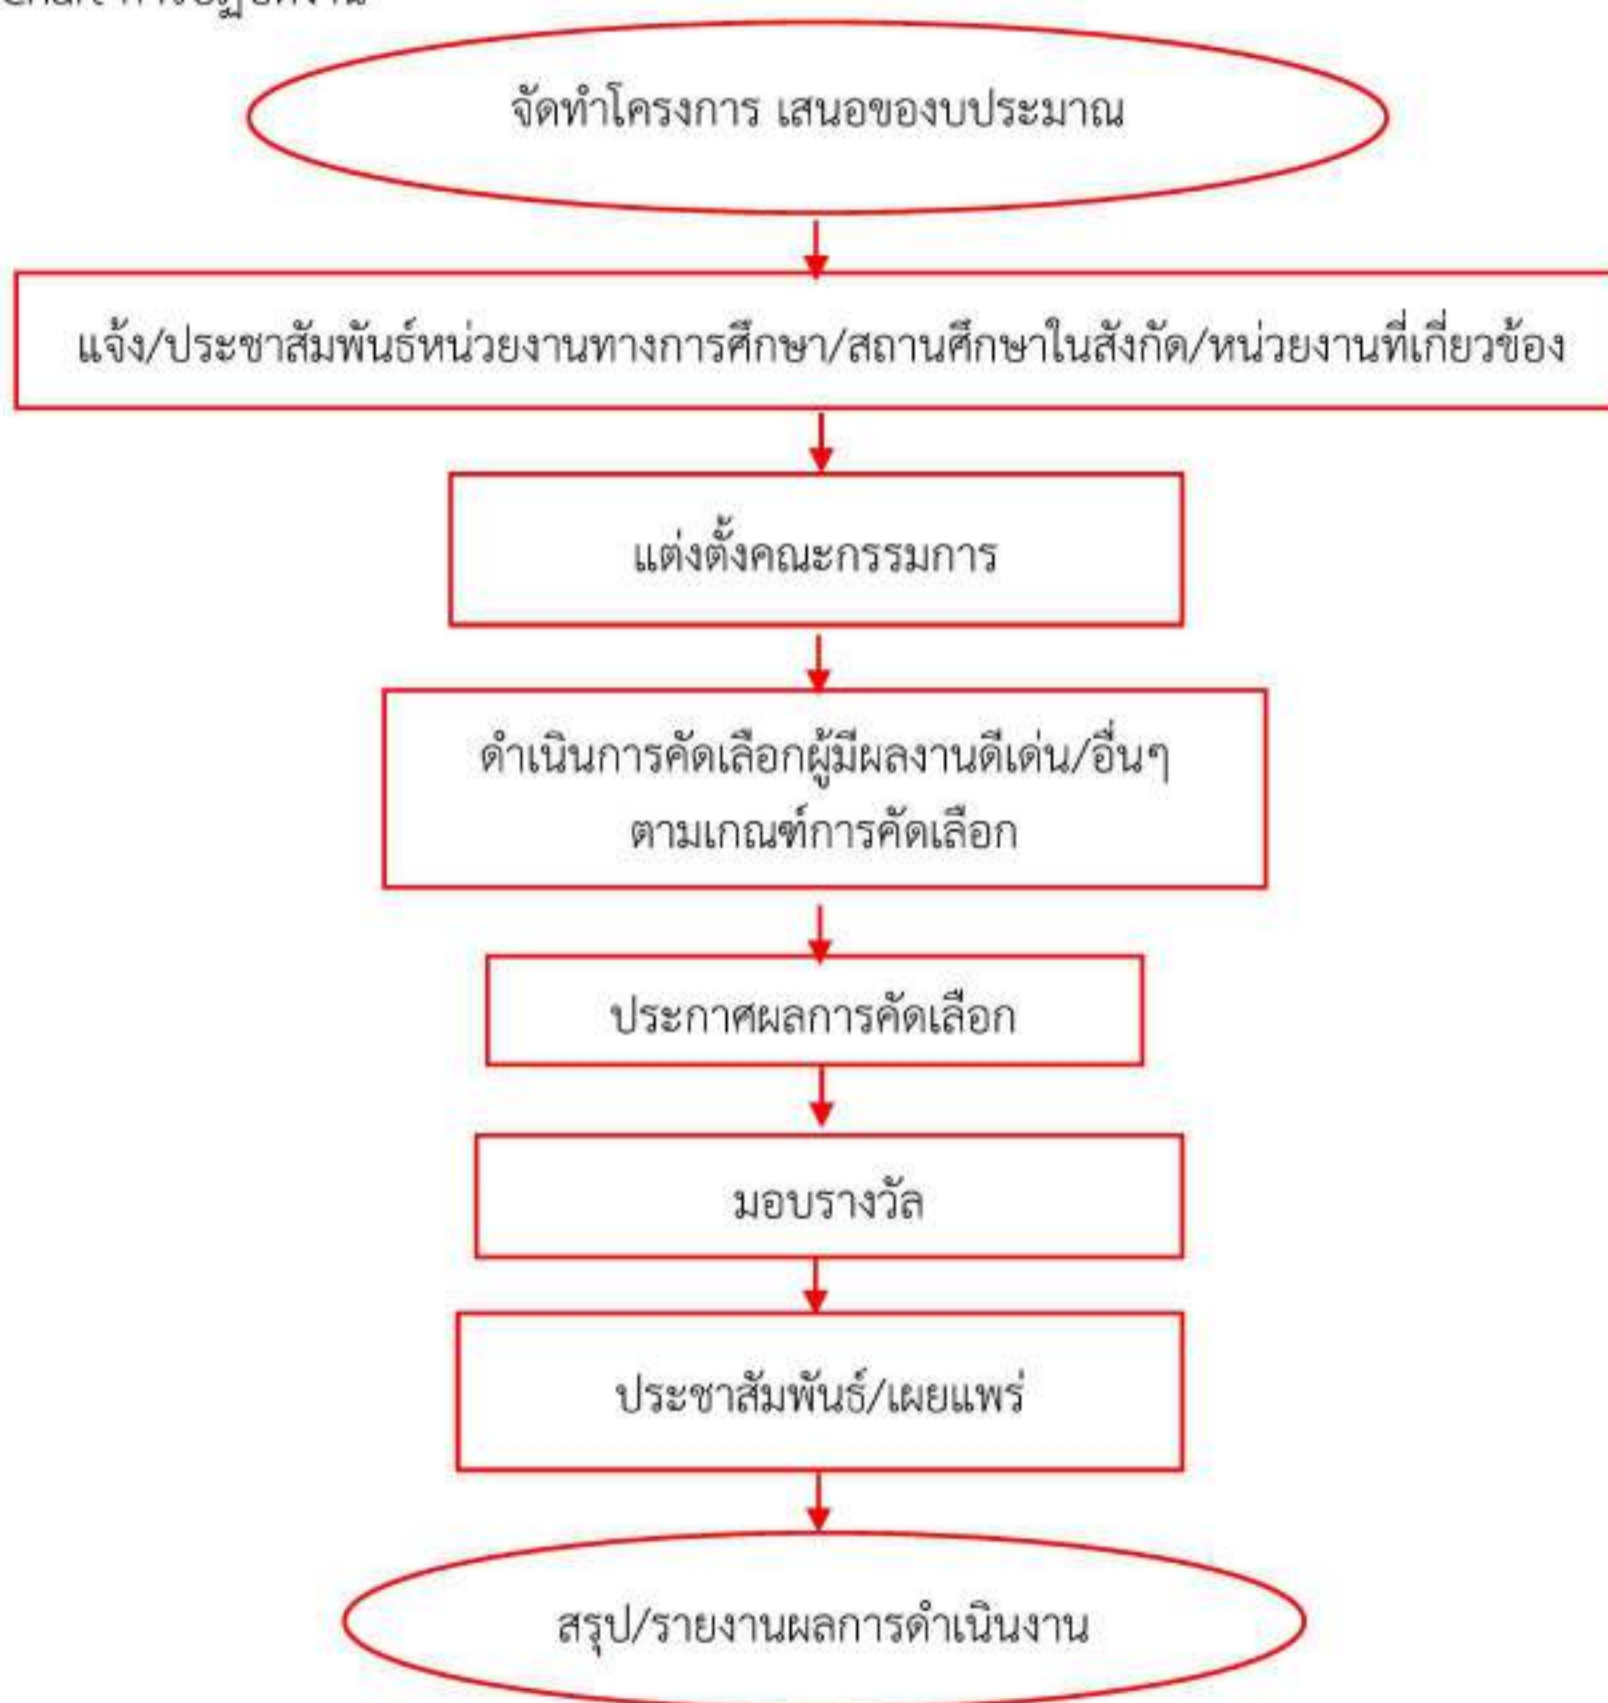 จัดทำโครงการ เสนอของบประมาณ
แจ้ง/ประชาสัมพันธ์หน่วยงานทางการศึกษา/สถานศึกษาในสังกัด/หน่วยงานที่เกี่ยวข้อง
แต่งตั้งคณะกรรมการ
ดำเนินการคัดเลือกผู้มีผลงานดีเด่น/อื่นๆ
ตามเกณฑ์การคัดเลือก
ประกาศผลการคัดเลือก
มอบรางวัล
ประชาสัมพันธ์/เผยแพร่
สรุป/รายงานผลการดำเนินงาน